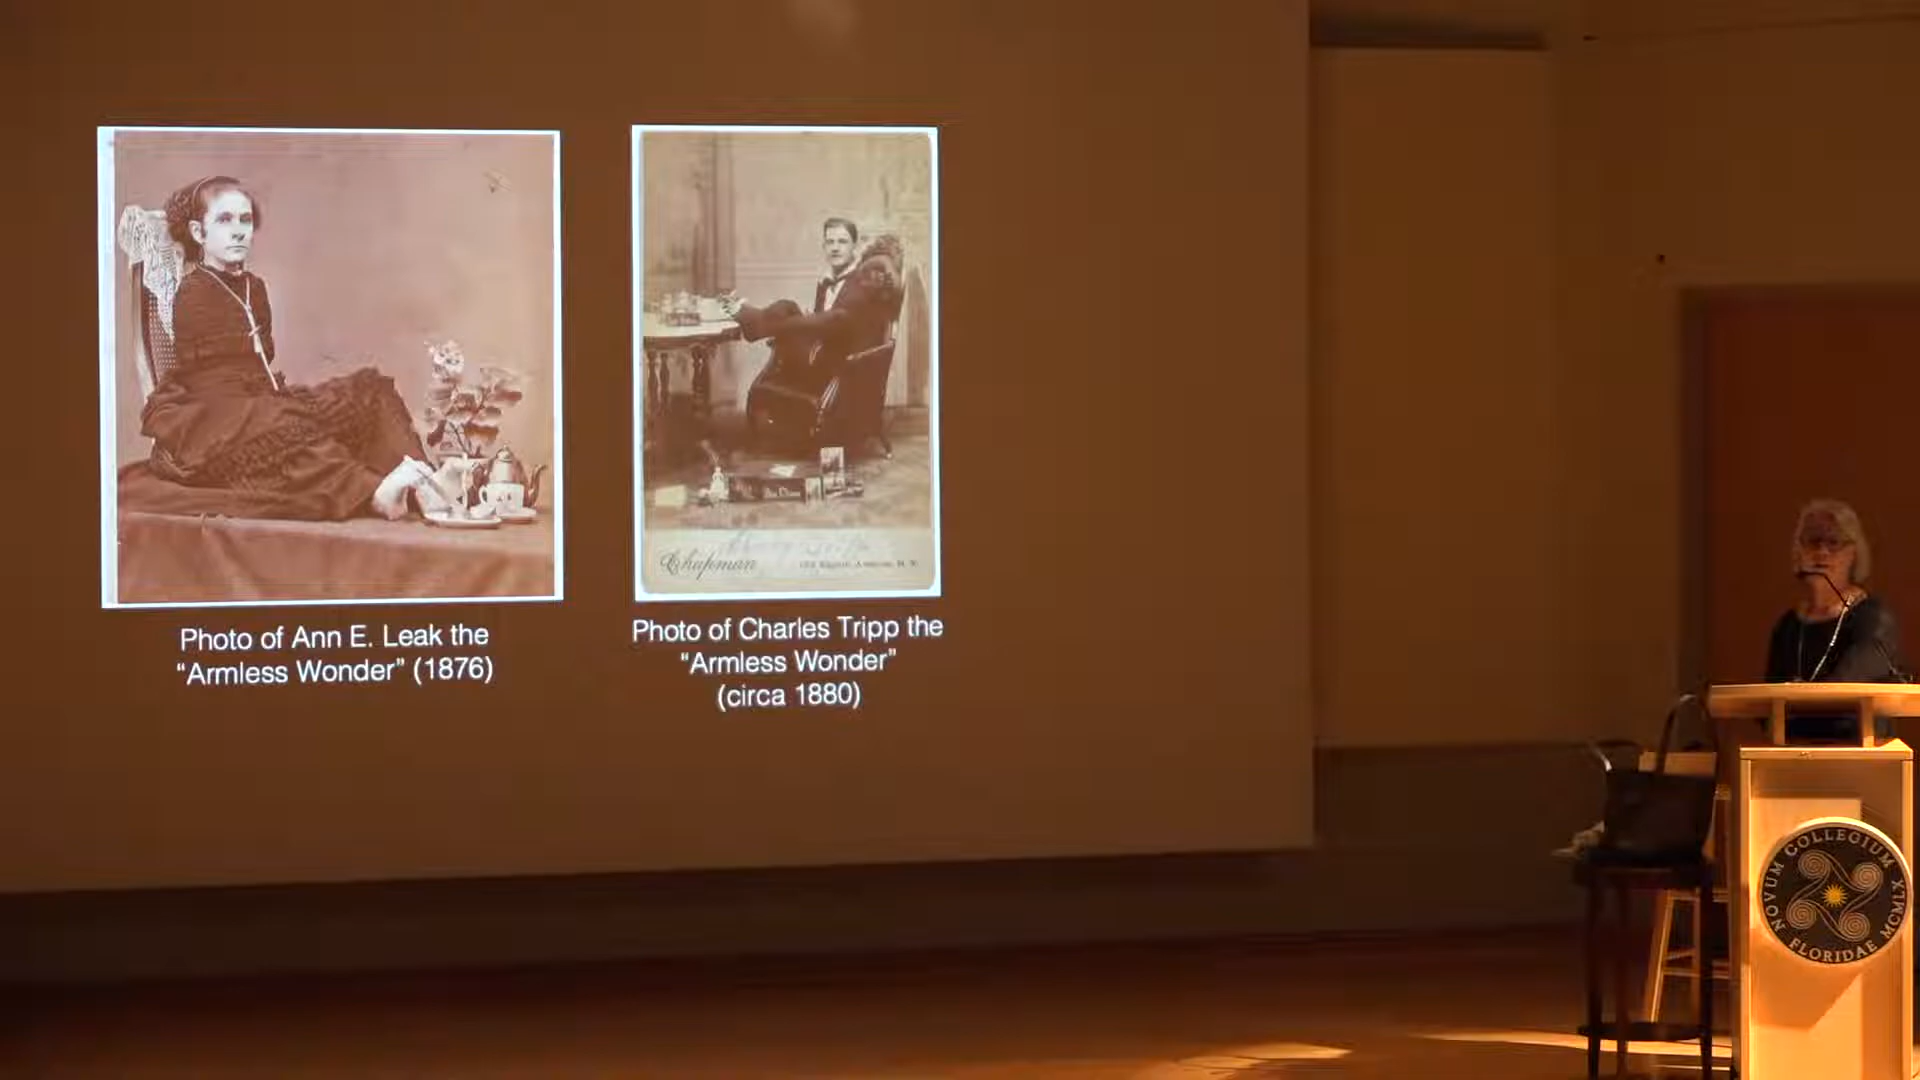 Photo of Ann E. Leak the
“Armless Wonder” (1876)
Chapman
Photo of Charles Tripp the
“Armless Wonder”
(circa 1880)
NOVUM COLLEGIUM FLORIDAE MCMLX